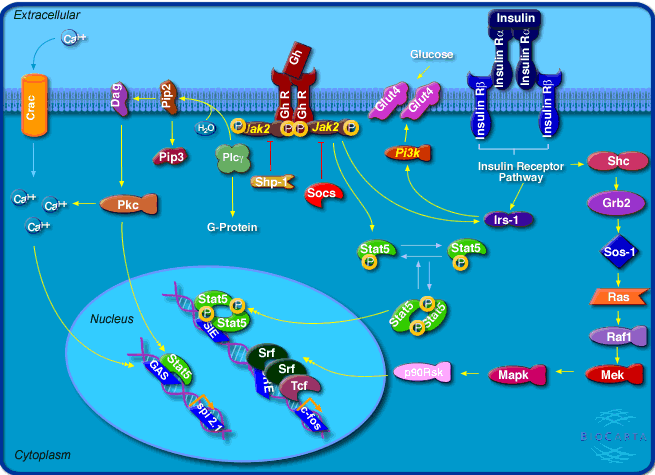 Extracellular
Ca++
Crac
Dag
Pip2
H₂O
Pip3
Plcγ
Gh
Gh R
Gh R
P
Jak2
P
P
Jak2
P
Shp-1
Socs
Glucose
Glut4
Glut4
Pi3k
Insulin
Insulin Rα
Insulin Rα
Insulin Rβ
Insulin Rβ
Insulin Receptor
Pathway
Irs-1
Shc
Grb2
Sos-1
Ras
Raf1
Mek
Mapk
p90Rsk
Ca++
Ca++
Ca++
Pkc
G-Protein
Stat5
P
Stat5
P
Stat5
P
Stat5
P
Nucleus
Stat5
P
P
Stat5
SIE
Srf
Srf
Tcf
c-fos
Stat5
GAS
spi 2.1
Cytoplasm
BioCarta